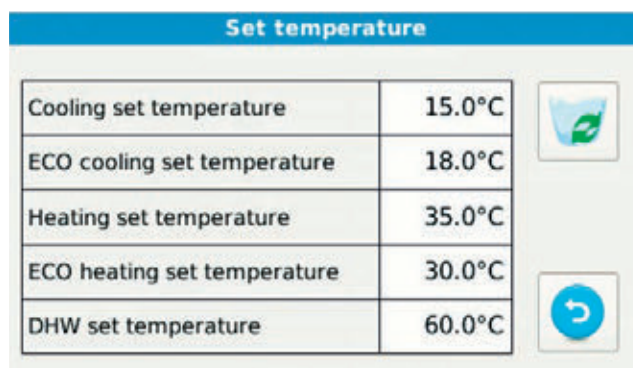 Set temperature
Cooling set temperature 15.0°C
ECO cooling set temperature 18.0°C
Heating set temperature 35.0°C
ECO heating set temperature 30.0°C
DHW set temperature 60.0°C